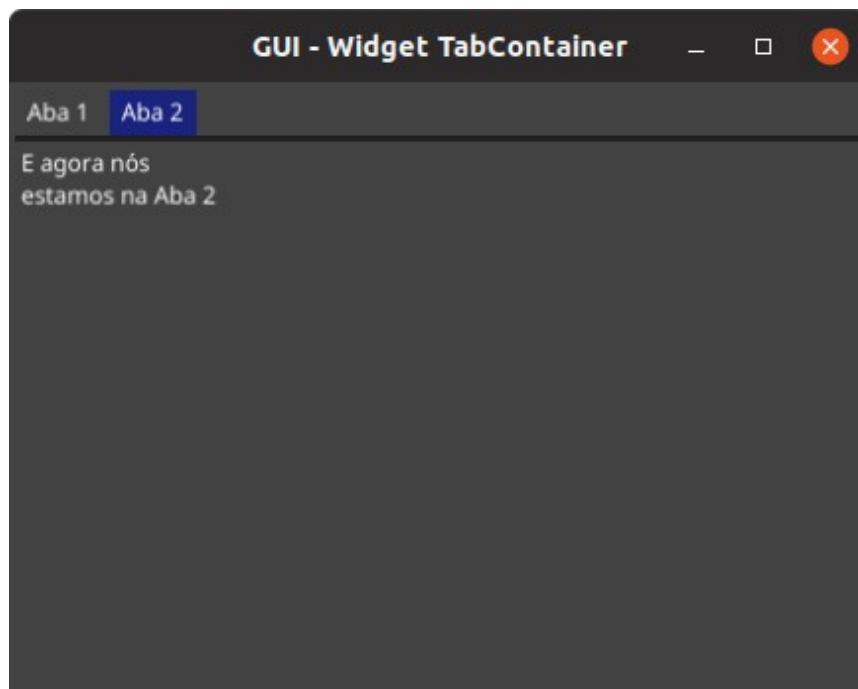 GUI - Widget TabContainer
Aba 1 Aba 2
E agora nós
estamos na Aba 2